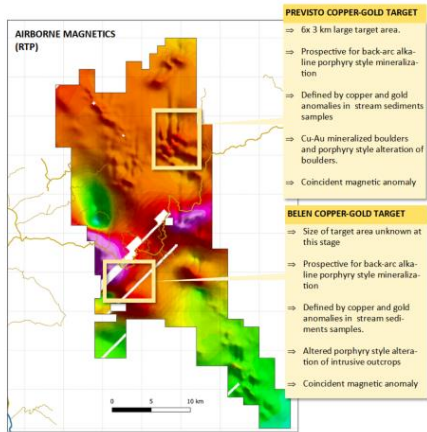 AIRBORNE MAGNETICS
(RTP)
PREVISTO COPPER-GOLD TARGET
⇒ 6x 3 km large target area.
⇒ Prospective for back-arc alka-
line porphyry style mineraliza-
tion
⇒ Defined by copper and gold
anomalies in stream sediments
samples
⇒ Cu-Au mineralized boulders
and porphyry style alteration of
boulders.
⇒ Coincident magnetic anomaly
BELEN COPPER-GOLD TARGET
⇒ Size of target area unknown at
this stage
⇒ Prospective for back-arc alka-
line porphyry style mineraliza-
tion
⇒ Defined by copper and gold
anomalies in stream sedi-
ments samples.
⇒ Altered porphyry style altera-
tion of intrusive outcrops
⇒ Coincident magnetic anomaly
0 5 10 km